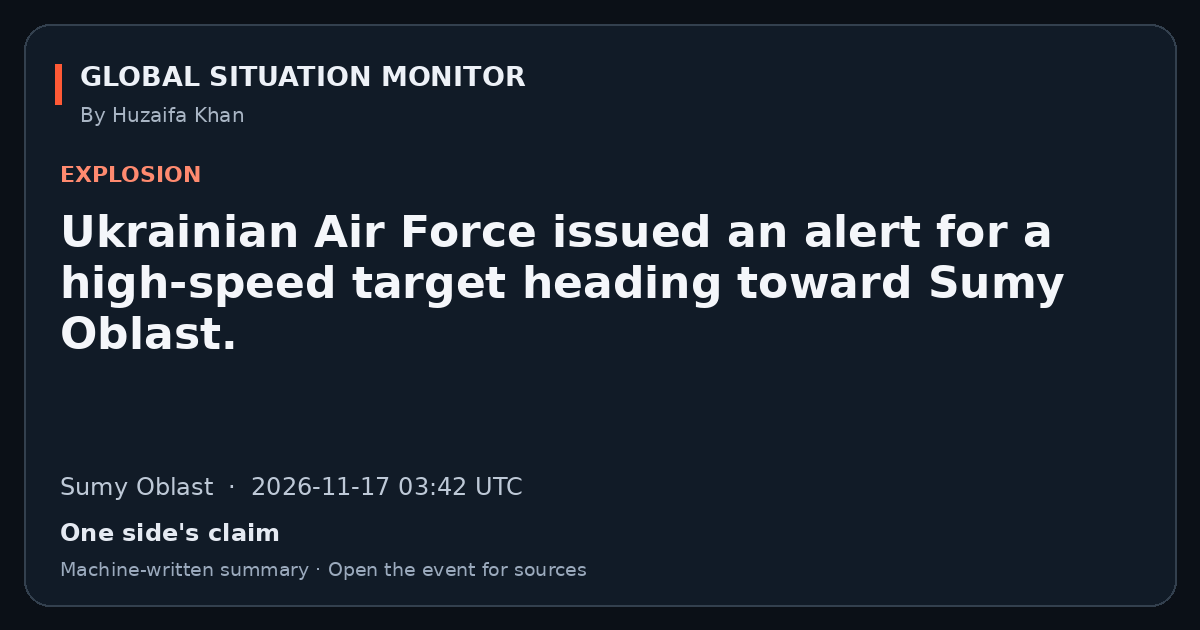 GLOBAL SITUATION MONITOR
By Huzaifa Khan
EXPLOSION
Ukrainian Air Force issued an alert for a
high-speed target heading toward Sumy
Oblast.
Sumy Oblast · 2026-11-17 03:42 UTC
One side's claim
Machine-written summary · Open the event for sources